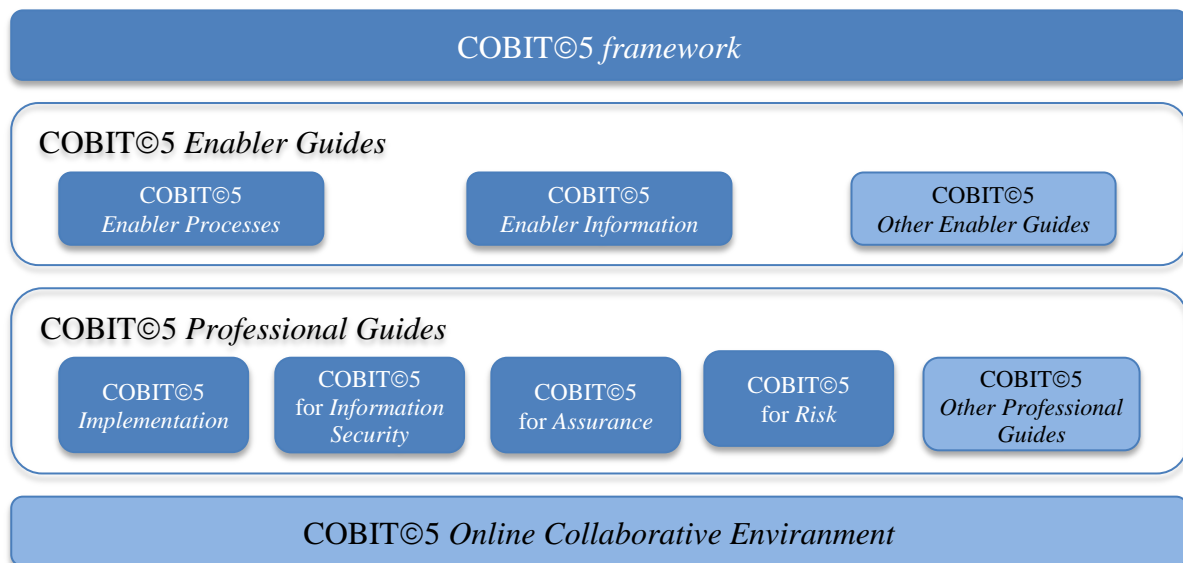 COBIT©5 framework
COBIT©5 Enabler Guides
COBIT©5
Enabler Processes
COBIT©5
Enabler Information
COBIT©5
Other Enabler Guides
COBIT©5 Professional Guides
COBIT©5
Implementation
COBIT©5
for Information
Security
COBIT©5
for Assurance
COBIT©5
for Risk
COBIT©5
Other Professional
Guides
COBIT©5 Online Collaborative Enviranment